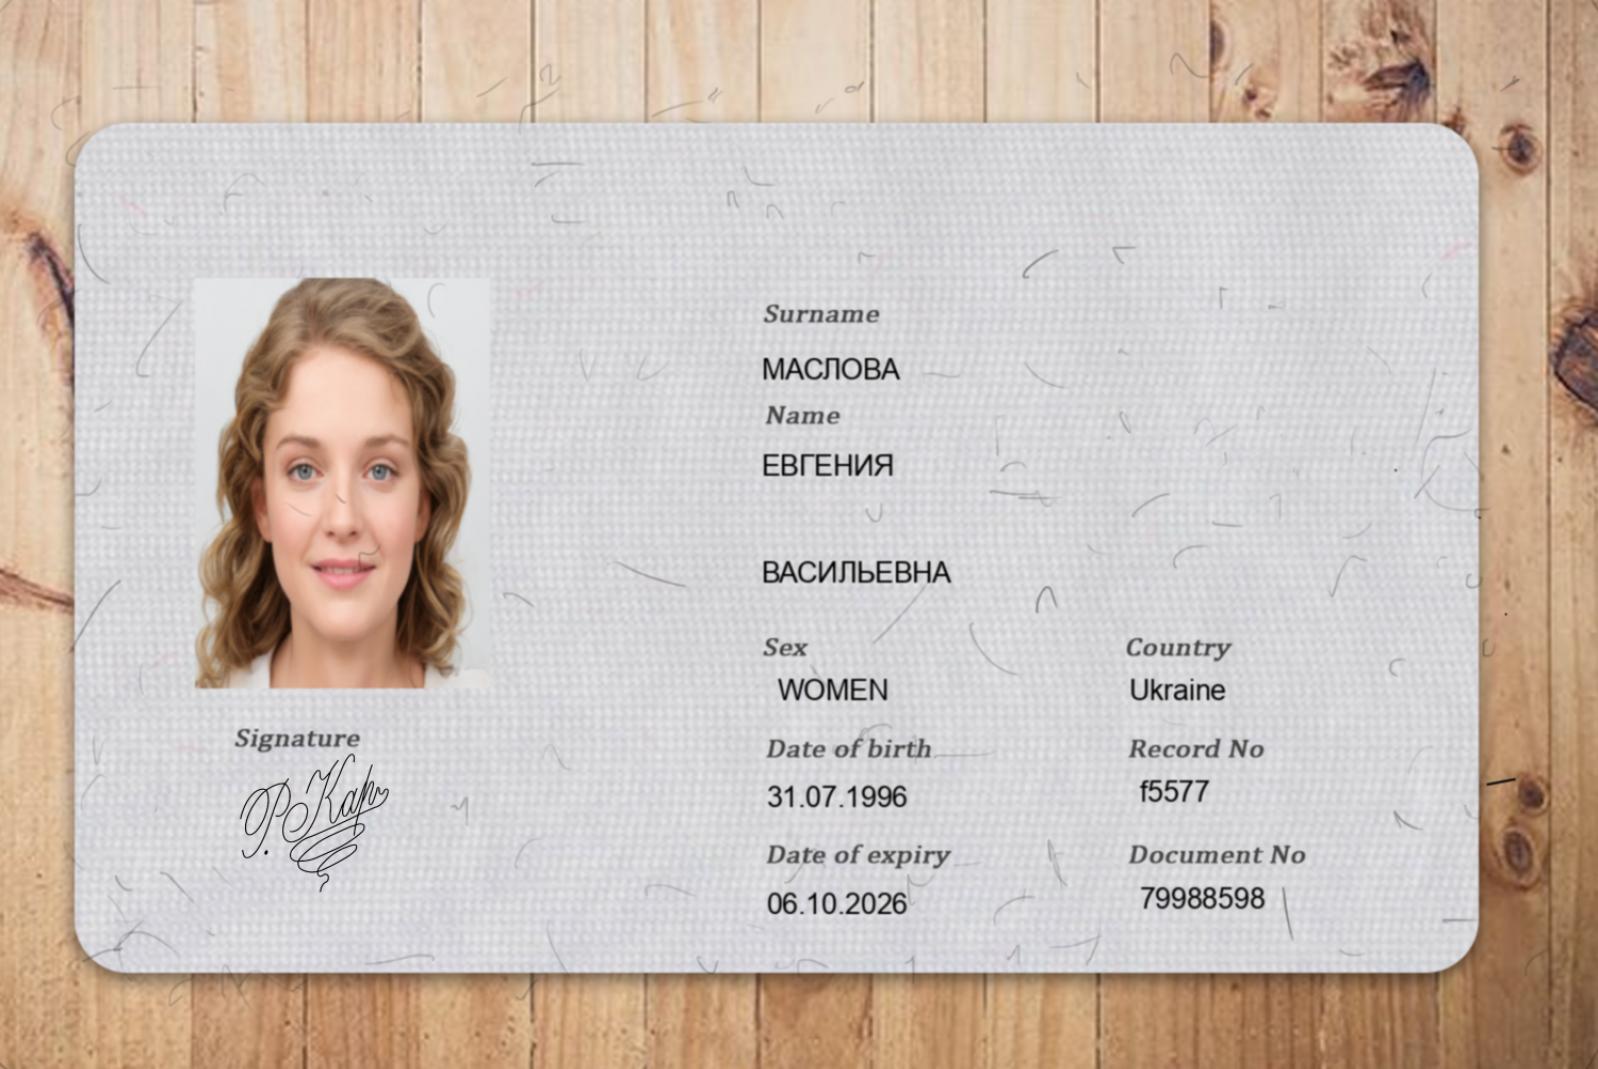 Surname
МАСЛОВА
Name
ЕВГЕНИЯ
ВАСИЛЬЕВНА
Sex
Country
WOMEN
Ukraine
Date of birth
Record No
31.07.1996
f5577
Date of expiry
Document No
06.10.2026
79988598
Signature
Р.Кар